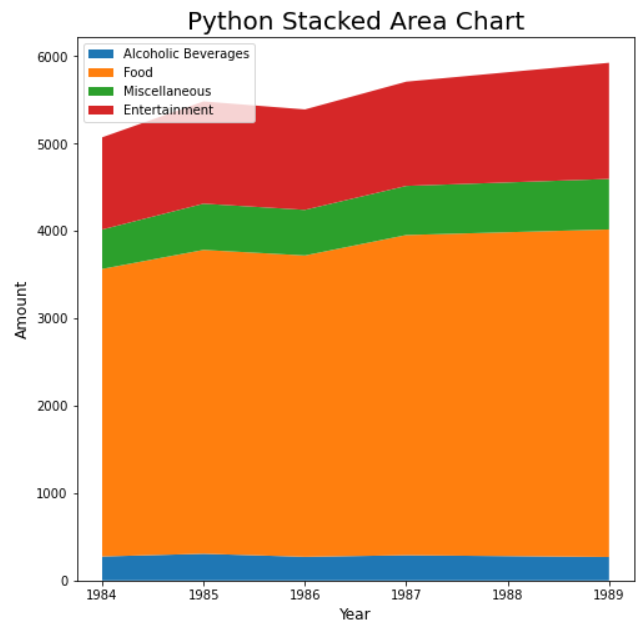 Python Stacked Area Chart
Alcoholic Beverages
Food
Miscellaneous
Entertainment
6000
5000
4000
3000
2000
1000
0
Amount
1984 1985 1986 1987 1988 1989
Year